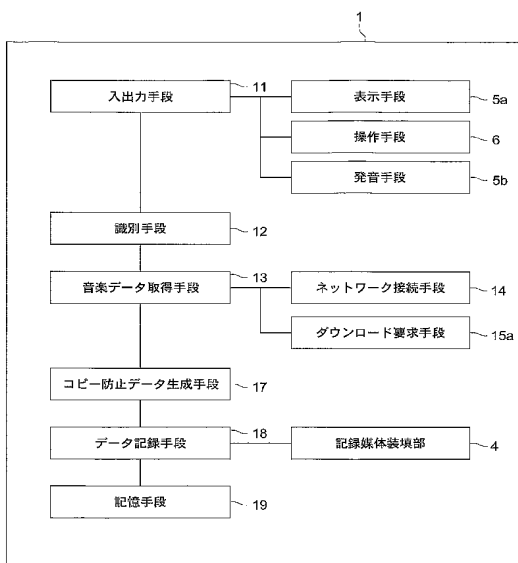 1
入出力手段
11
表示手段
5a
操作手段
6
発音手段
5b
識別手段
12
音楽データ取得手段
13
ネットワーク接続手段
14
ダウンロード要求手段
15a
コピー防止データ生成手段
17
データ記録手段
18
記録媒体装填部
4
記憶手段
19